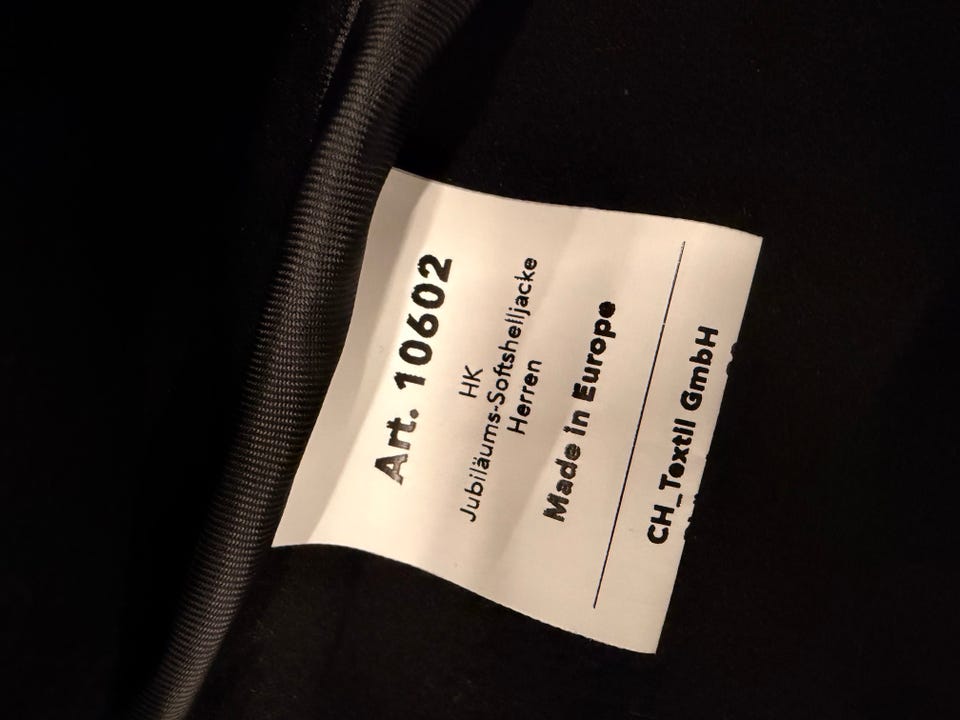 Art. 10602
HK
Jubiläums-Softshelljacke
Herren
Made in Europe
CH_Textil GmbH